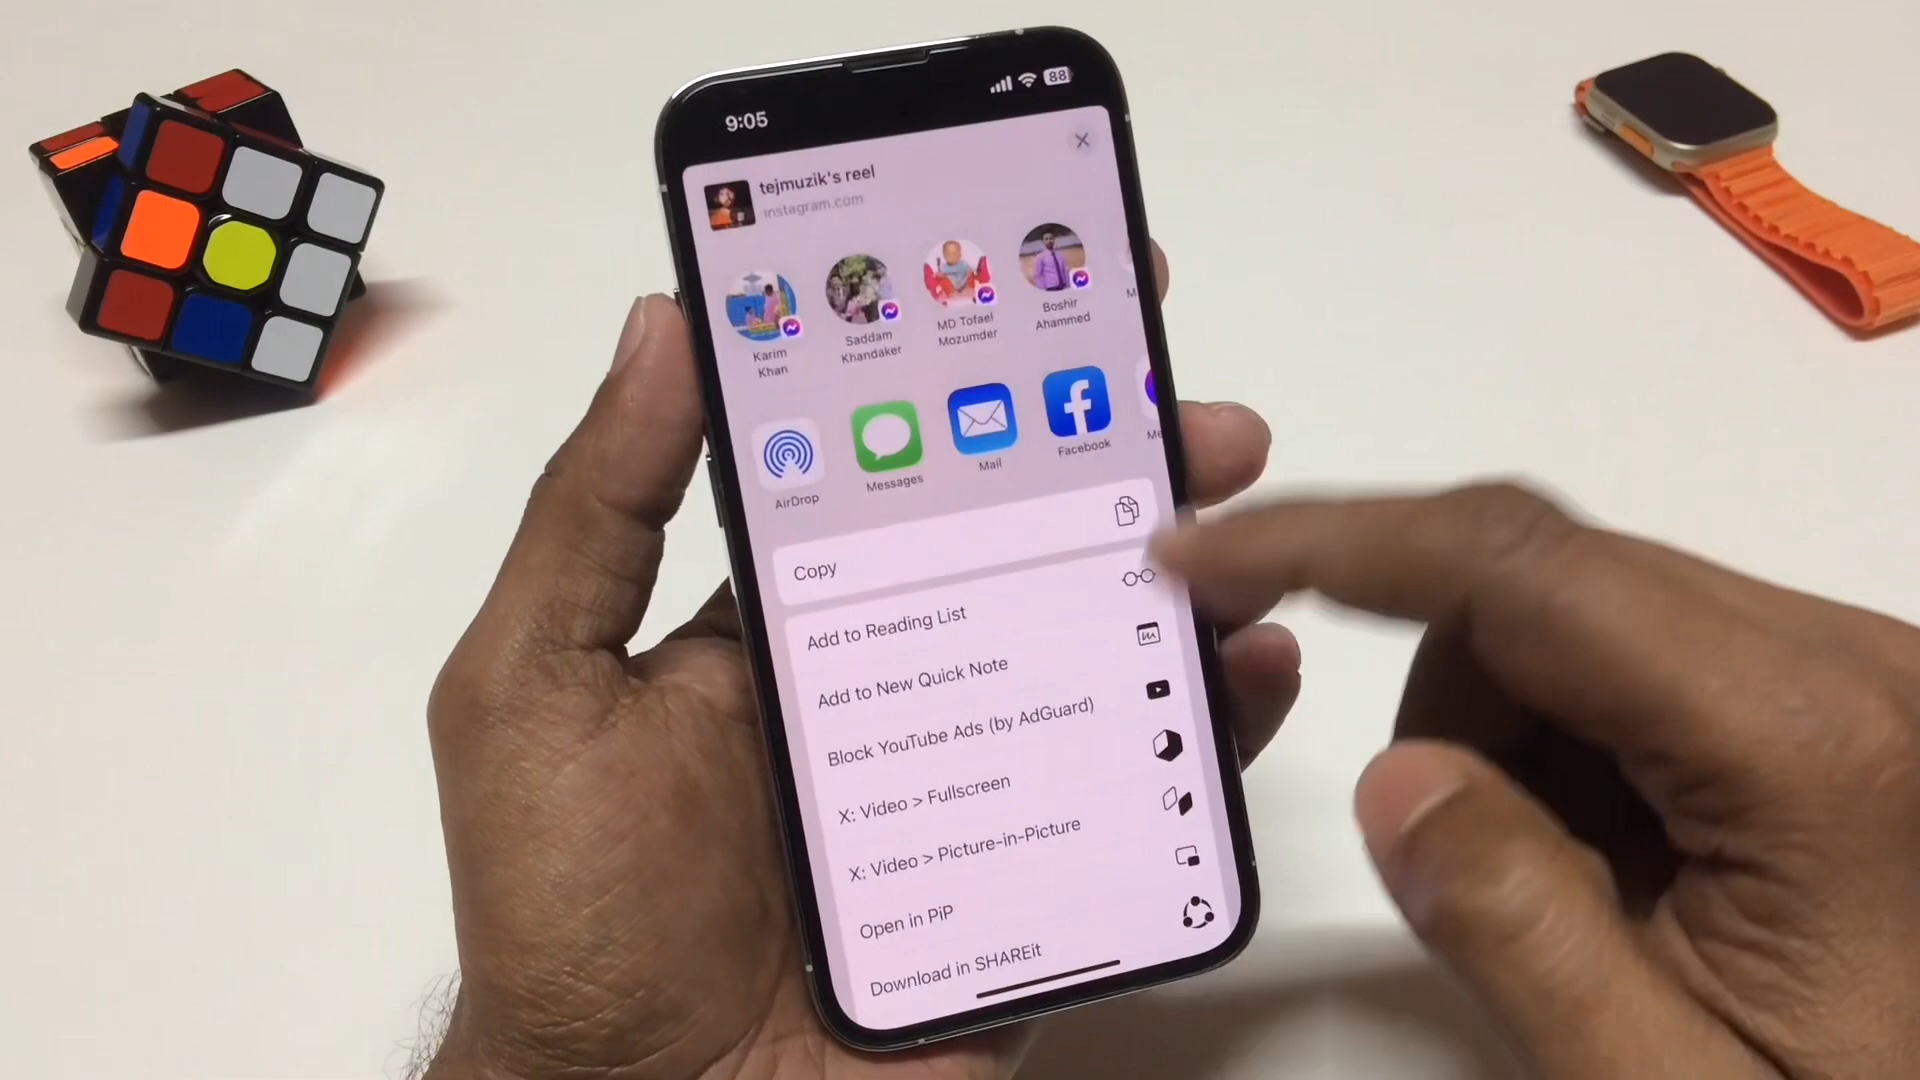 9:05
88
tejmuzik's reel
instagram.com
Karim
Khan
Saddam
Khandaker
MD Tofael
Mozumder
Boshir
Ahammed
M
AirDrop
Messages
Mail
Facebook
Me
Copy
Add to Reading List
Add to New Quick Note
Block YouTube Ads (by AdGuard)
X: Video > Fullscreen
X: Video > Picture-in-Picture
Open in PiP
Download in SHAREit